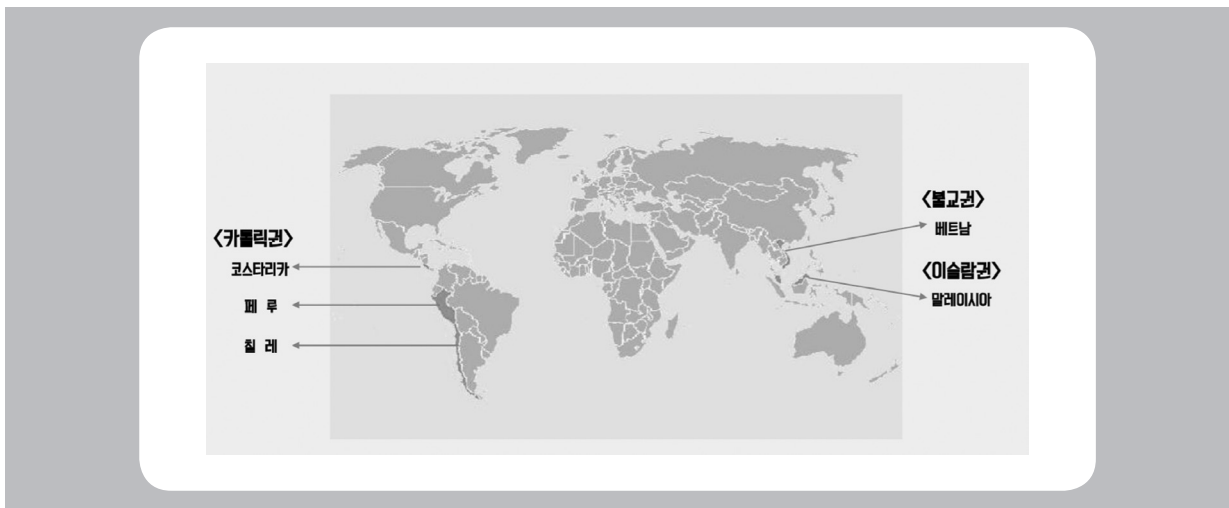 <카톨릭권>
코스타리카
페 루
칠 레
<불교권>
베트남
<이슬람권>
말레이시아